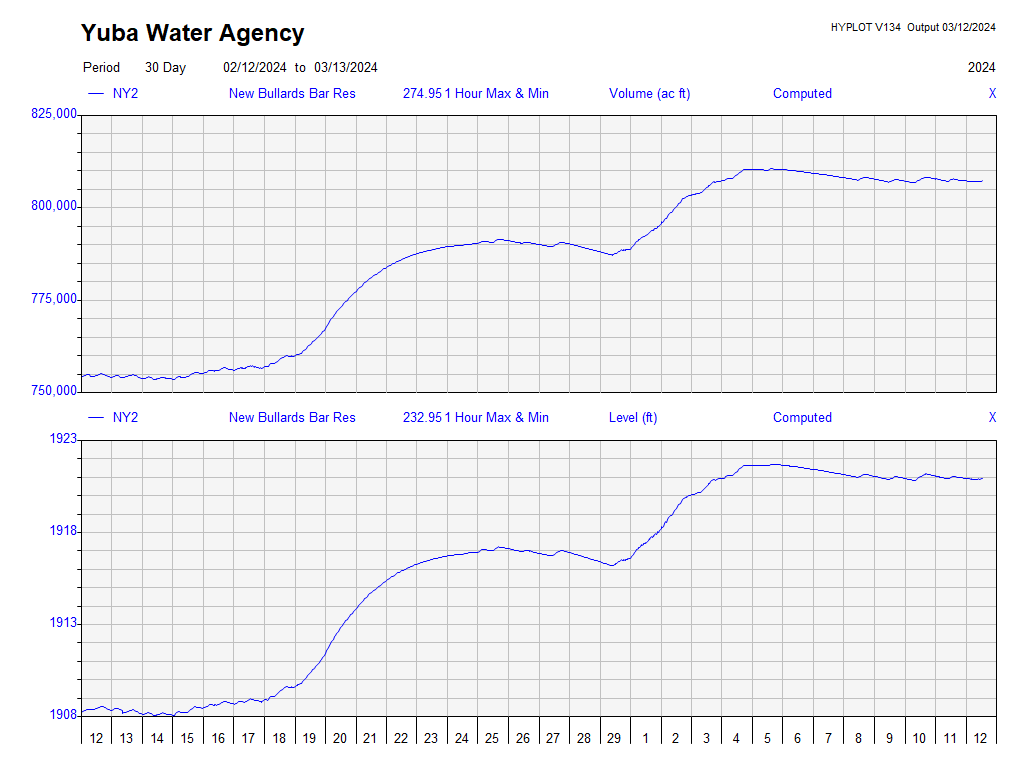 Yuba Water Agency
HYPLOT V134 Output 03/12/2024
Period 30 Day 02/12/2024 to 03/13/2024 2024
NY2 New Bullards Bar Res 274.95 1 Hour Max & Min Volume (ac ft) Computed X
825,000
800,000
775,000
750,000
NY2 New Bullards Bar Res 232.95 1 Hour Max & Min Level (ft) Computed X
1923
1918
1913
1908
12 13 14 15 16 17 18 19 20 21 22 23 24 25 26 27 28 29 1 2 3 4 5 6 7 8 9 10 11 12